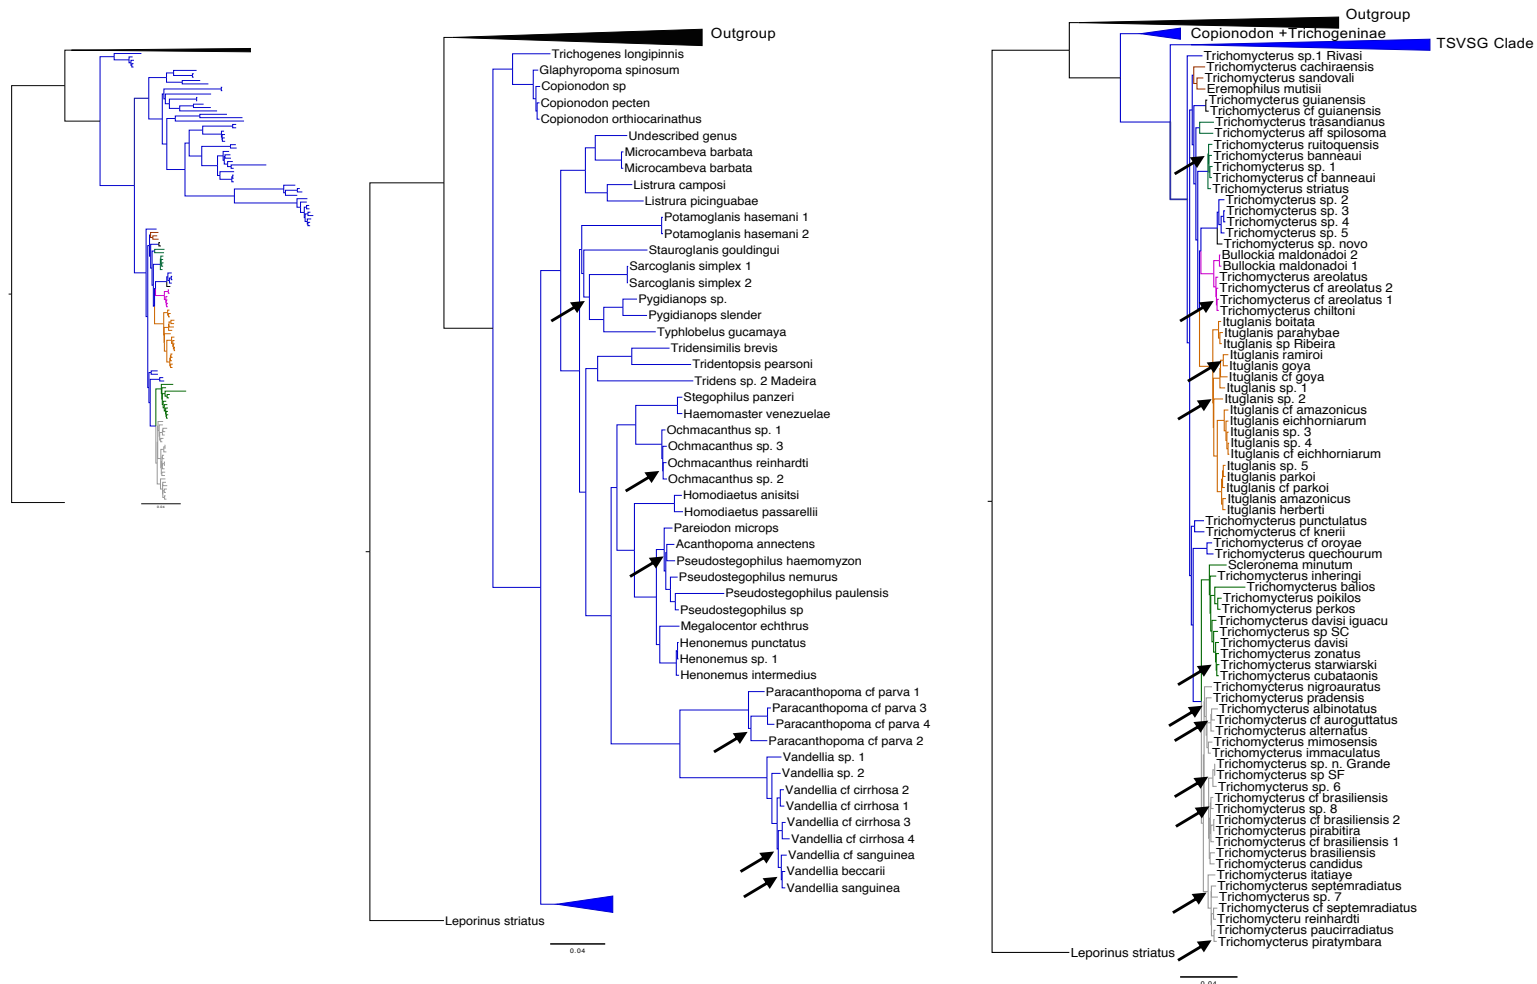 Outgroup
Trichogenes longipinnis
Glaphyropoma spinosum
Copionodon sp
Copionodon pecten
Copionodon orthiocarinathus
Undescribed genus
Microcambeva barbata
Microcambeva barbata
Listrura camposi
Listrura picinguabae
Potamoglanis hasemani 1
Potamoglanis hasemani 2
Stauroglanis gouldingui
Sarcoglanis simplex 1
Sarcoglanis simplex 2
Pygidianops sp.
Pygidianops slender
Typhlobelus gucamaya
Tridensimilis brevis
Tridentopsis pearsoni
Tridens sp. 2 Madeira
Stegophilus panzeri
Haemomaster venezuelae
Ochmacanthus sp. 1
Ochmacanthus sp. 3
Ochmacanthus reinhardti
Ochmacanthus sp. 2
Homodiaetus anisitsi
Homodiaetus passarellii
Pareiodon microps
Acanthopoma annectens
Pseudostegophilus haemomyzon
Pseudostegophilus nemurus
Pseudostegophilus paulensis
Pseudostegophilus sp
Megalocentor echthrus
Henonemus punctatus
Henonemus sp. 1
Henonemus intermedius
Paracanthopoma cf parva 1
Paracanthopoma cf parva 3
Paracanthopoma cf parva 4
Paracanthopoma cf parva 2
Vandellia sp. 1
Vandellia sp. 2
Vandellia cf cirrhosa 2
Vandellia cf cirrhosa 1
Vandellia cf cirrhosa 3
Vandellia cf cirrhosa 4
Vandellia cf sanguinea
Vandellia beccarii
Vandellia sanguinea
Leporinus striatus
0.04
Outgroup
Copionodon +Trichogeninae
TSVSG Clade
Trichomycterus sp.1 Rivasi
Trichomycterus cachiraensis
Trichomycterus sandovali
Eremophilus mutisii
Trichomycterus guianensis
Trichomycterus cf guianensis
Trichomycterus trasandianus
Trichomycterus aff spilosoma
Trichomycterus ruitoquensis
Trichomycterus banneaui
Trichomycterus sp. 1
Trichomycterus cf banneaui
Trichomycterus striatus
Trichomycterus sp. 2
Trichomycterus sp. 3
Trichomycterus sp. 4
Trichomycterus sp. 5
Trichomycterus sp. novo
Bullockia maldonadoi 2
Bullockia maldonadoi 1
Trichomycterus areolatus
Trichomycterus cf areolatus 2
Trichomycterus cf areolatus 1
Trichomycterus chiltoni
Ituglanis boitata
Ituglanis parahybae
Ituglanis sp Ribeira
Ituglanis ramiroi
Ituglanis goya
Ituglanis cf goya
Ituglanis sp. 1
Ituglanis sp. 2
Ituglanis cf amazonicus
Ituglanis eichhorniarum
Ituglanis sp. 3
Ituglanis sp. 4
Ituglanis cf eichhorniarum
Ituglanis sp. 5
Ituglanis parkoi
Ituglanis cf parkoi
Ituglanis amazonicus
Ituglanis herberti
Trichomycterus punctulatus
Trichomycterus cf knerii
Trichomycterus cf oroyae
Trichomycterus quechourum
Scleronema minutum
Trichomycterus inheringi
Trichomycterus balios
Trichomycterus poikilos
Trichomycterus perkos
Trichomycterus davisi iguacu
Trichomycterus sp SC
Trichomycterus davisi
Trichomycterus zonatus
Trichomycterus starwiarski
Trichomycterus cubataonis
Trichomycterus nigroauratus
Trichomycterus pradensis
Trichomycterus albinotatus
Trichomycterus cf auroguttatus
Trichomycterus alternatus
Trichomycterus mimosensis
Trichomycterus immaculatus
Trichomycterus sp. n. Grande
Trichomycterus sp SF
Trichomycterus sp. 6
Trichomycterus cf brasiliensis
Trichomycterus sp. 8
Trichomycterus cf brasiliensis 2
Trichomycterus pirabitira
Trichomycterus cf brasiliensis 1
Trichomycterus brasiliensis
Trichomycterus candidus
Trichomycterus itatiaye
Trichomycterus septemradiatus
Trichomycterus sp. 7
Trichomycterus cf septemradiatus
Trichomycteru reinhardti
Trichomycterus paucirradiatus
Trichomycterus piratymbara
Leporinus striatus